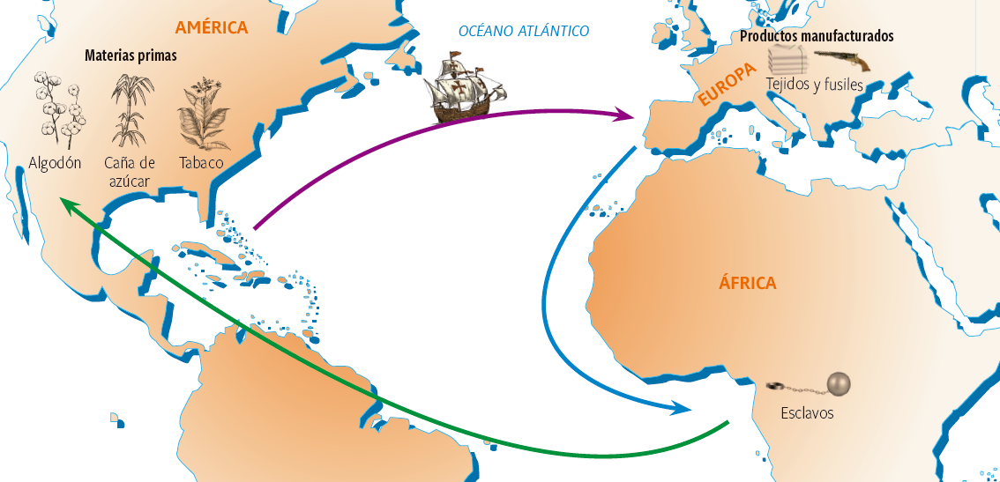 AMÉRICA
Materias primas
Algodón
Caña de
azúcar
Tabaco
OCÉANO ATLÁNTICO
Productos manufacturados
Tejidos y fusiles
EUROPA
ÁFRICA
Esclavos